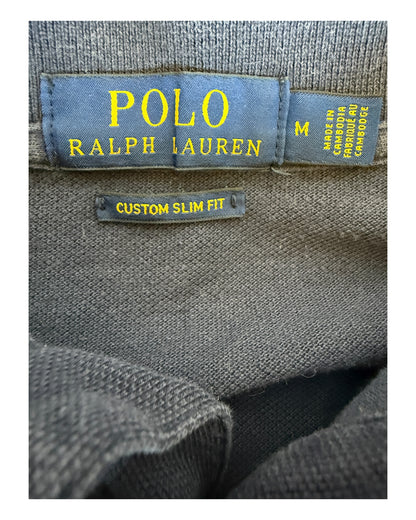 POLO
RALPH LAUREN
M
MADE IN
CAMBODIA
FABRIQUÉ AU
CAMBODGE
CUSTOM SLIM FIT